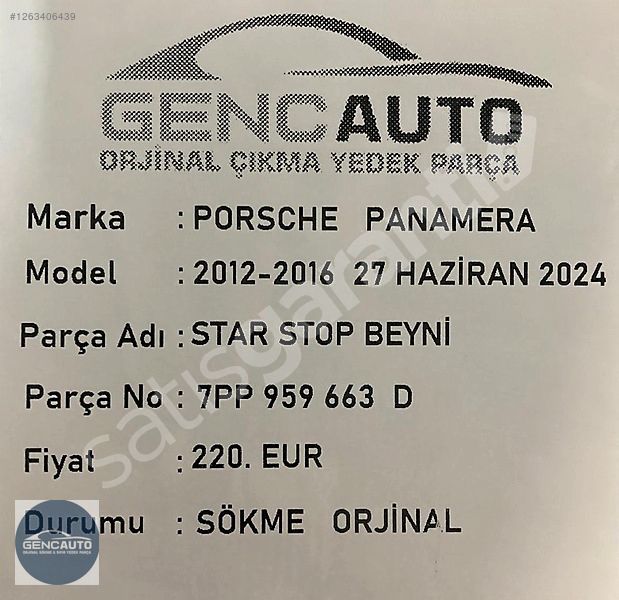 #1263406439
GENCAUTO
ORJİNAL ÇIKMA YEDEK PARÇA
Marka : PORSCHE PANAMERA
Model : 2012-2016 27 HAZİRAN 2024
Parça Adı : STAR STOP BEYNİ
Parça No : 7PP 959 663 D
Fiyat : 220. EUR
Durumu : SÖKME ORJİNAL
satışgaranti
GENCAUTO